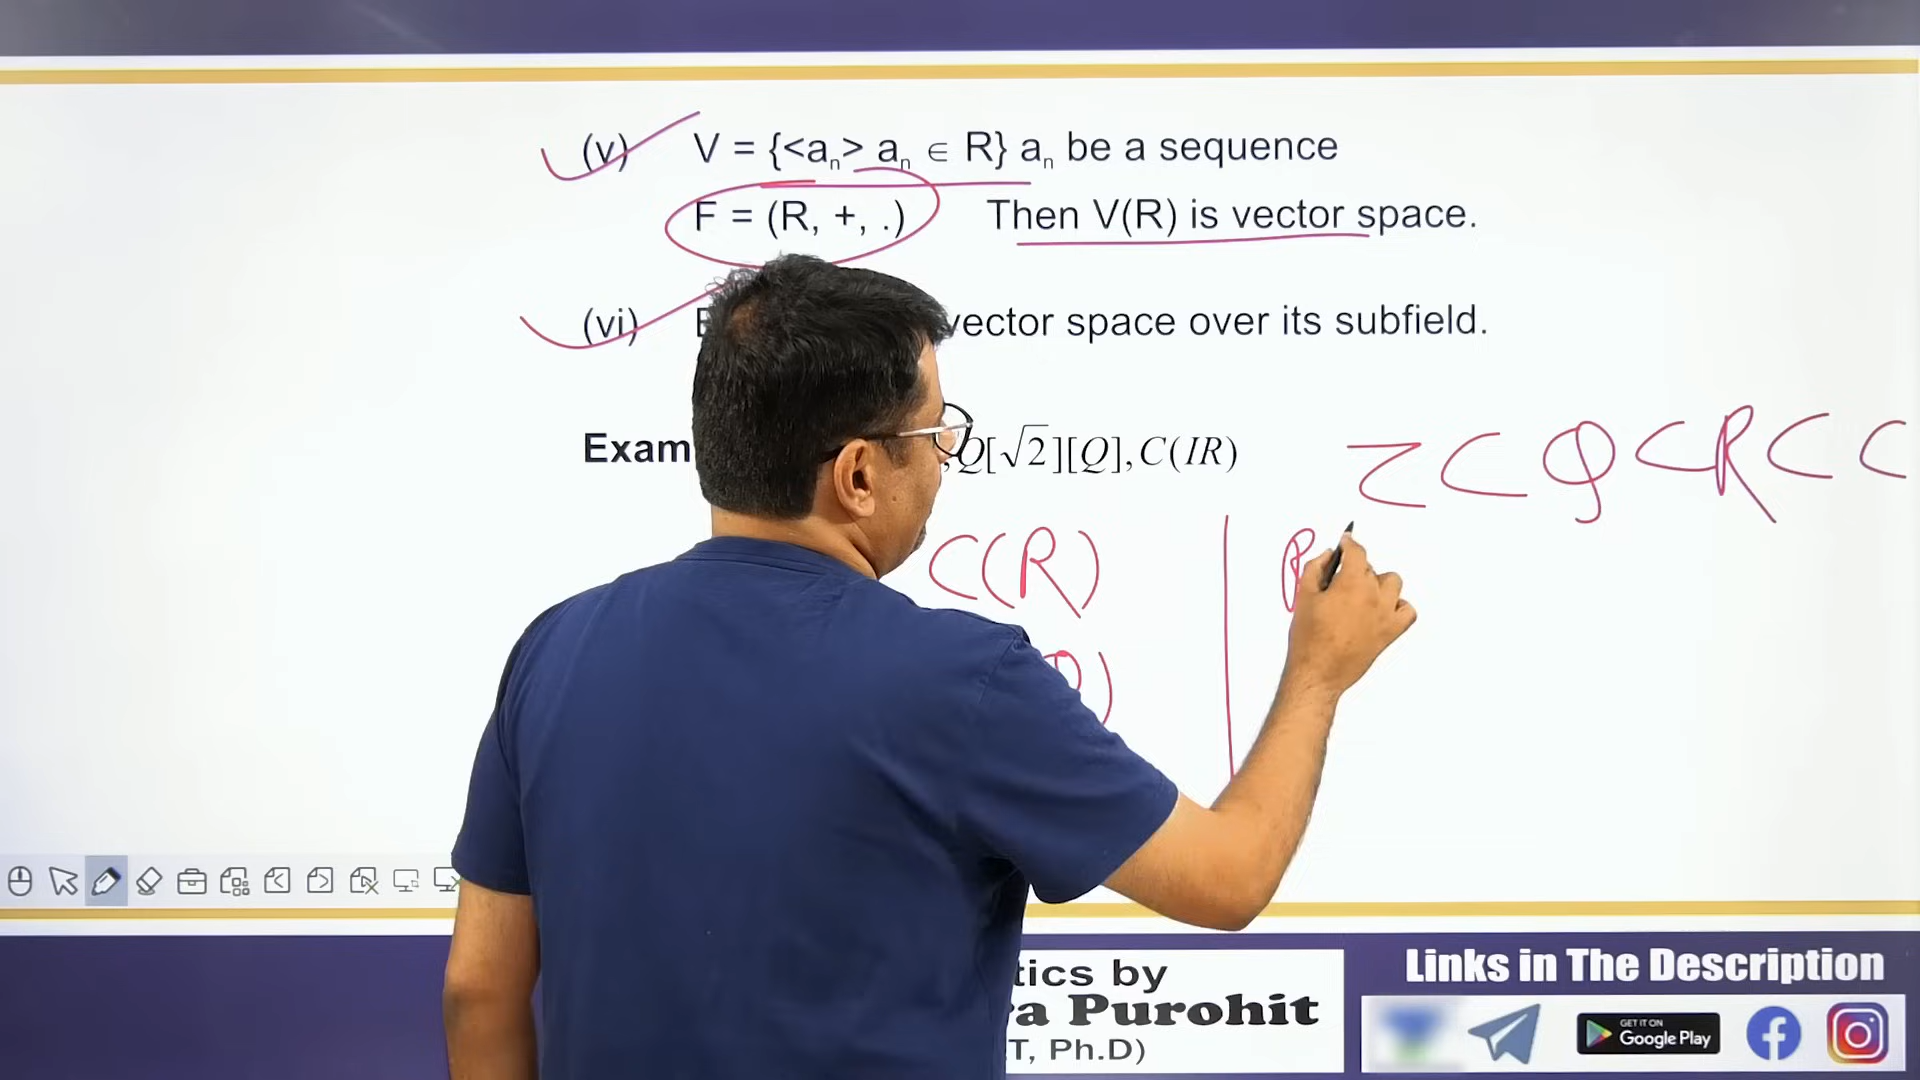 (v) V = {<aₙ> aₙ ∈ R} aₙ be a sequence
F = (R, +, .) Then V(R) is vector space.
(vi) vector space over its subfield.
Q[√2][Q], C(IR)
Z ⊂ Q ⊂ R ⊂ C
C(R)
R
)
Links in The Description
tics by
a Purohit
T, Ph.D)
GET IT ON
Google Play